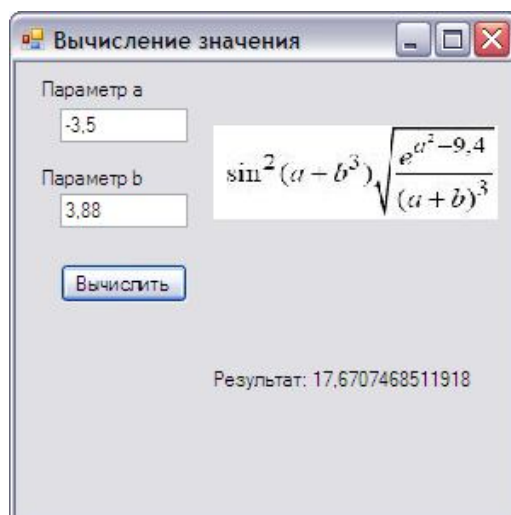 Вычисление значения
Параметр a
-3,5
Параметр b
3,88
sin²(a + b³)√(e^(a²−9,4)/(a + b)³)
Вычислить
Результат: 17,6707468511918